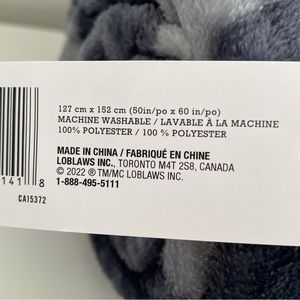 127 cm x 152 cm (50in/po x 60 in/po)
MACHINE WASHABLE / LAVABLE À LA MACHINE
100% POLYESTER / 100 % POLYESTER
MADE IN CHINA / FABRIQUÉ EN CHINE
LOBLAWS INC., TORONTO M4T 2S8, CANADA
© 2022 ®/TM/MC LOBLAWS INC.
1-888-495-5111
141 8
CA15372